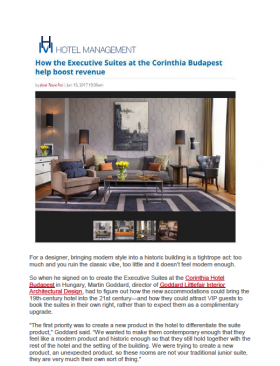 HM HOTEL MANAGEMENT
How the Executive Suites at the Corinthia Budapest
help boost revenue
by
For a designer, bringing modern style into a historic building is a tightrope act: too
much and you ruin the classic vibe, too little and it doesn't feel modern enough.
So when he signed on to create the Executive Suites at the Corinthia Hotel
Budapest in Hungary, Martin Goddard, director of Goddard Littlefair Interior
Architectural Design, had to figure out how the new accommodations could bring the
19th-century hotel into the 21st century—and how they could attract VIP guests to
book the suites in their own right, rather than to expect them as a complimentary
upgrade.
"The first priority was to create a new product in the hotel to differentiate the suite
product," Goddard said. "We wanted to make them contemporary enough that they
feel like a modern product and historic enough so that they still hold together with the
rest of the hotel and the setting of the building. We were trying to create a new
product, an unexpected product, so these rooms are not your traditional junior suite,
they are very much their own sort of thing."